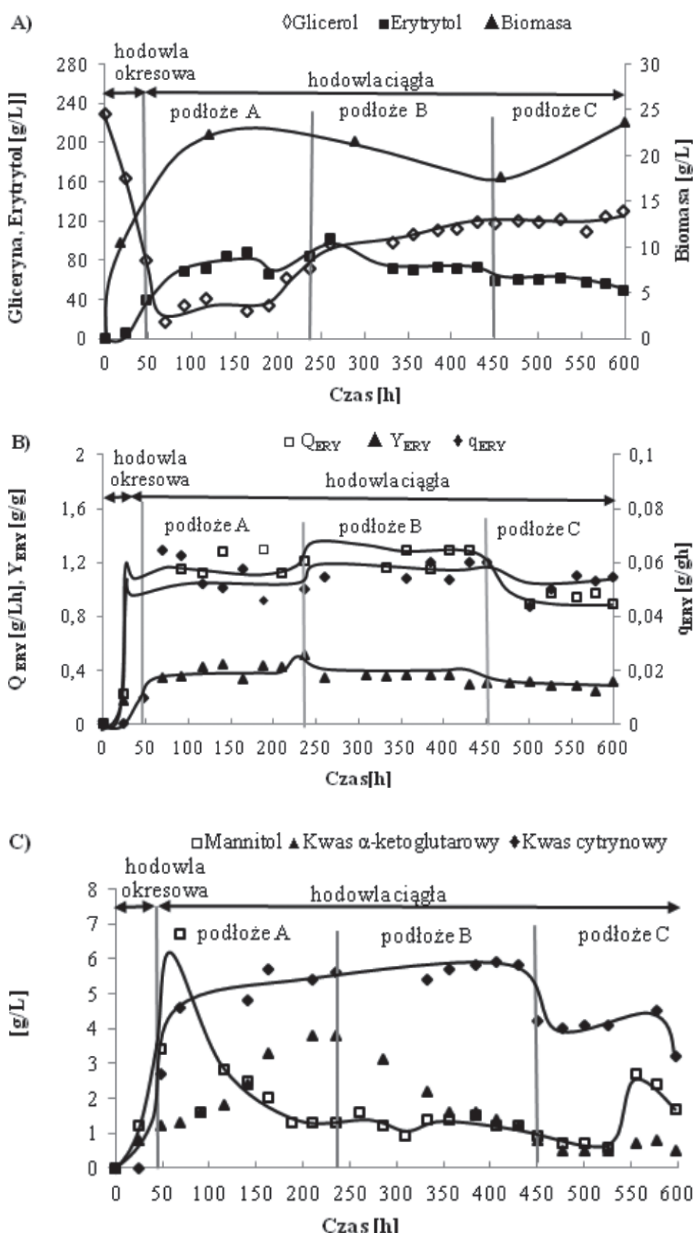 A)
◊Glicerol ■Erytrytol ▲Biomasa
hodowla
okresowa
hodowla ciągła
podłoże A podłoże B podłoże C
Gliceryna, Erytrytol [g/L]]
280
240
200
160
120
80
40
0
Biomasa [g/L]
30
25
20
15
10
5
0
0 50 100 150 200 250 300 350 400 450 500 550 600
Czas [h]
B)
□ QERY ▲ YERY ♦ qERY
hodowla
okresowa
hodowla ciągła
podłoże A podłoże B podłoże C
Q ERY [g/Lh], Y ERY [g/g]
2
1,6
1,2
0,8
0,4
0
qERY [g/gh]
0,1
0,08
0,06
0,04
0,02
0
0 50 100 150 200 250 300 350 400 450 500 550 600
Czas[h]
C)
□Mannitol ▲Kwas α-ketoglutarowy ♦Kwas cytrynowy
hodowla
okresowa
hodowla ciągła
podłoże A podłoże B podłoże C
[g/L]
8
7
6
5
4
3
2
1
0
0 50 100 150 200 250 300 350 400 450 500 550 600
Czas [h]